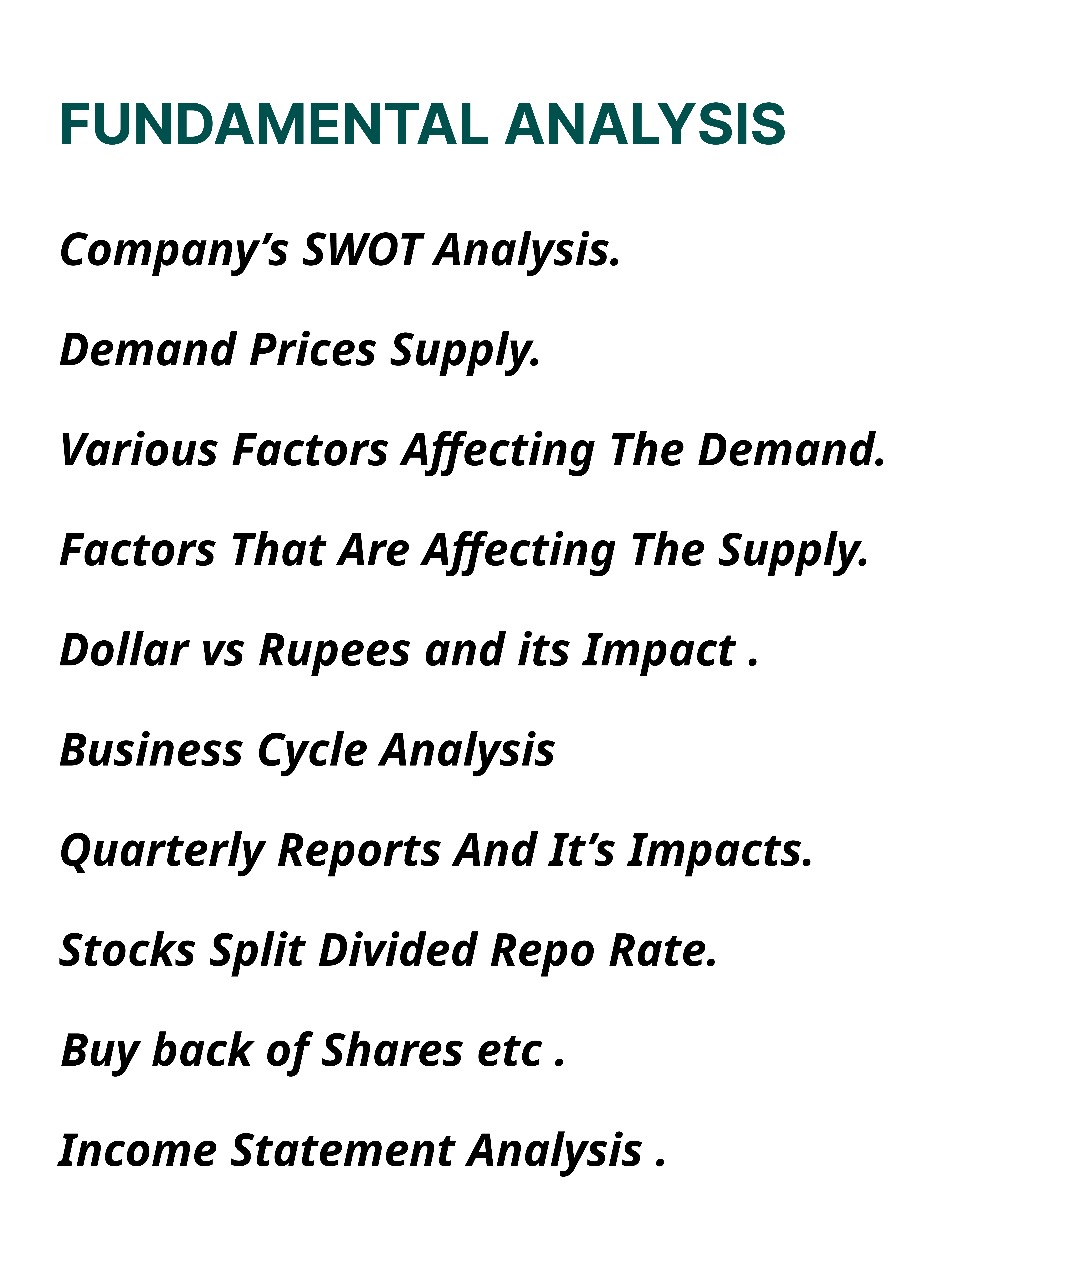 FUNDAMENTAL ANALYSIS
Company’s SWOT Analysis.
Demand Prices Supply.
Various Factors Affecting The Demand.
Factors That Are Affecting The Supply.
Dollar vs Rupees and its Impact .
Business Cycle Analysis
Quarterly Reports And It’s Impacts.
Stocks Split Divided Repo Rate.
Buy back of Shares etc .
Income Statement Analysis .